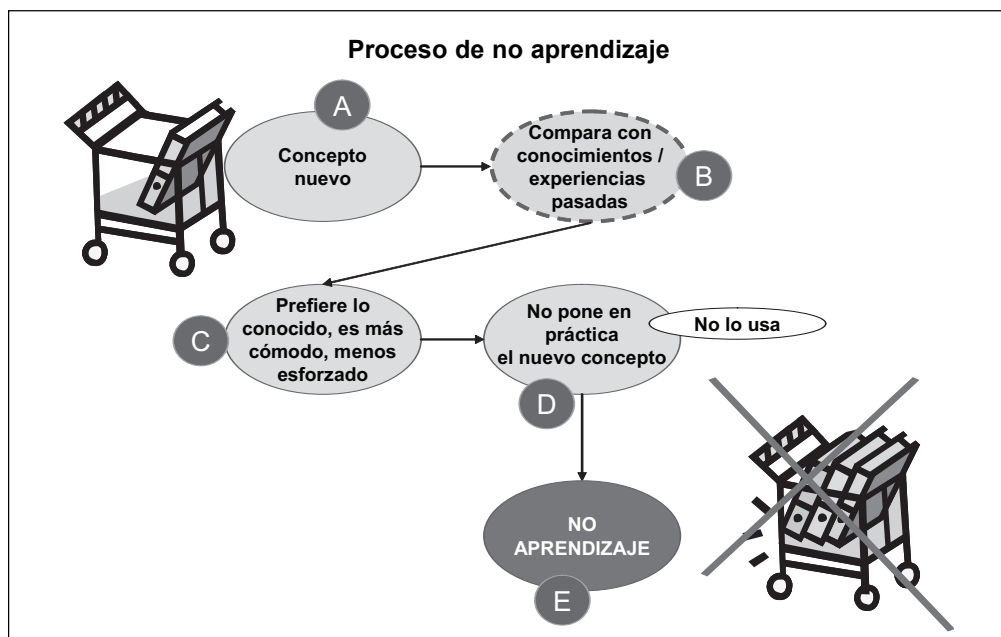 Proceso de no aprendizaje
A
Concepto
nuevo
Compara con
conocimientos /
experiencias
pasadas
B
Prefiere lo
conocido, es más
cómodo, menos
esforzado
C
No pone en
práctica
el nuevo concepto
No lo usa
D
NO
APRENDIZAJE
E